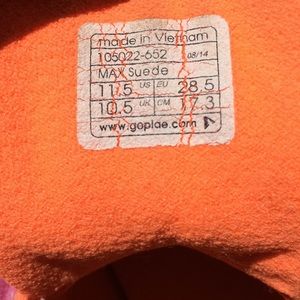 made in Vietnam
105022-652 08/14
MAX Suede
11.5 US EU 28.5
10.5 UK CM 17.3
www.goplae.com